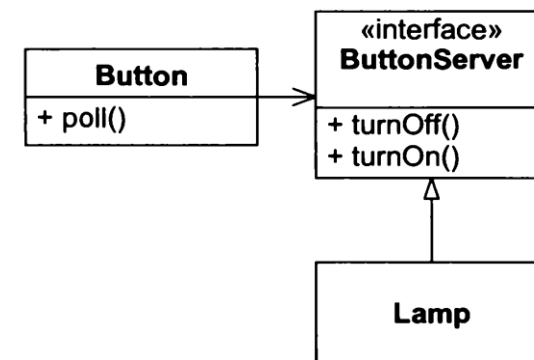 Button
+ poll()
«interface»
ButtonServer
+ turnOff()
+ turnOn()
Lamp